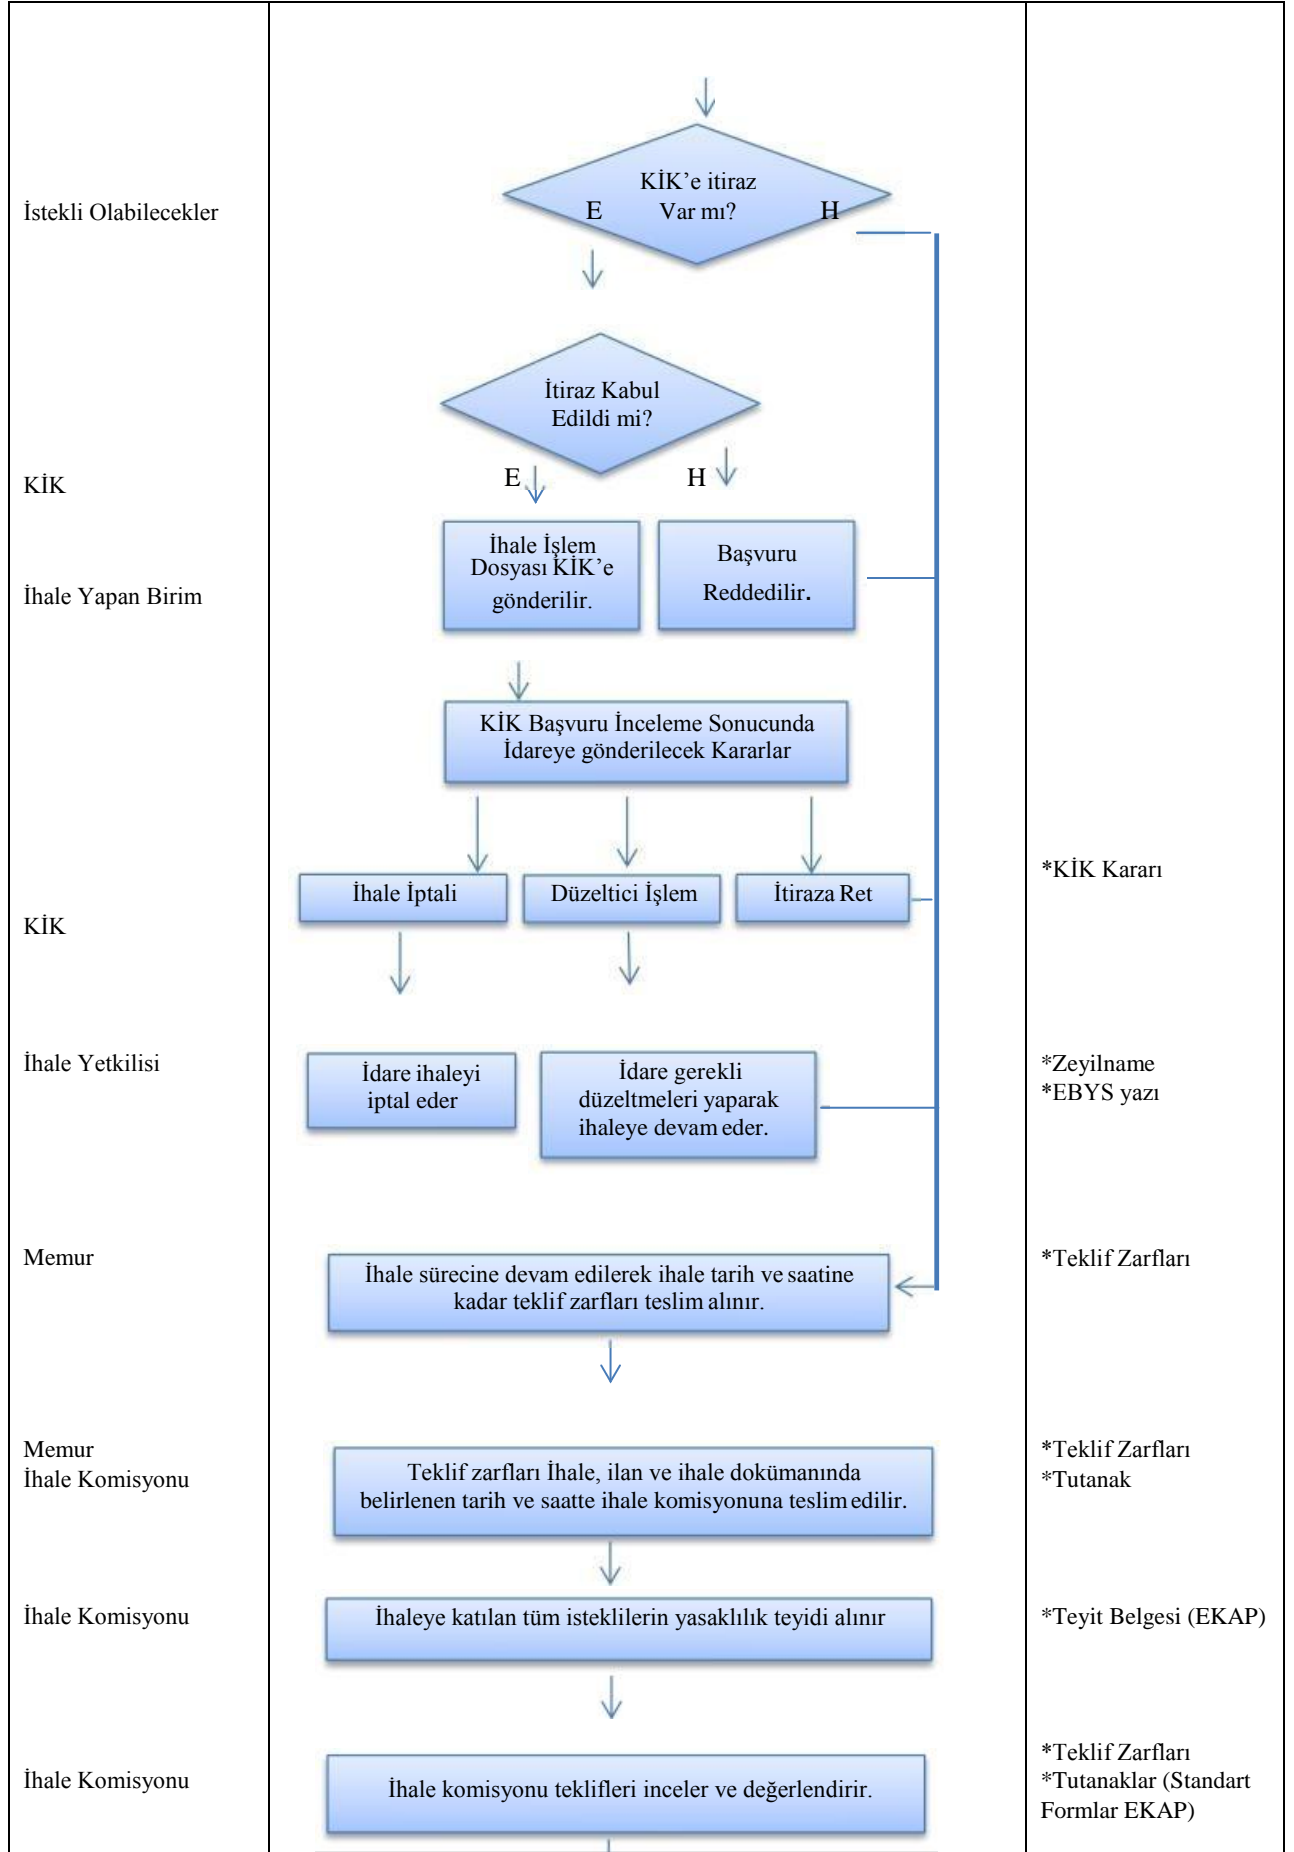 KİK’e itiraz
Var mı?
E
H
İstekli Olabilecekler
İtiraz Kabul
Edildi mi?
E
H
KİK
İhale İşlem
Dosyası KİK’e
gönderilir.
Başvuru
Reddedilir.
İhale Yapan Birim
KİK Başvuru İnceleme Sonucunda
İdareye gönderilecek Kararlar
*KİK Kararı
İhale İptali
Düzeltici İşlem
İtiraza Ret
KİK
İhale Yetkilisi
İdare ihaleyi
iptal eder
İdare gerekli
düzeltmeleri yaparak
ihaleye devam eder.
*Zeyilname
*EBYS yazı
Memur
İhale sürecine devam edilerek ihale tarih ve saatine
kadar teklif zarfları teslim alınır.
*Teklif Zarfları
Memur
İhale Komisyonu
Teklif zarfları İhale, ilan ve ihale dokümanında
belirlenen tarih ve saatte ihale komisyonuna teslim edilir.
*Teklif Zarfları
*Tutanak
İhale Komisyonu
İhaleye katılan tüm isteklilerin yasaklılık teyidi alınır
*Teyit Belgesi (EKAP)
İhale Komisyonu
İhale komisyonu teklifleri inceler ve değerlendirir.
*Teklif Zarfları
*Tutanaklar (Standart
Formlar EKAP)